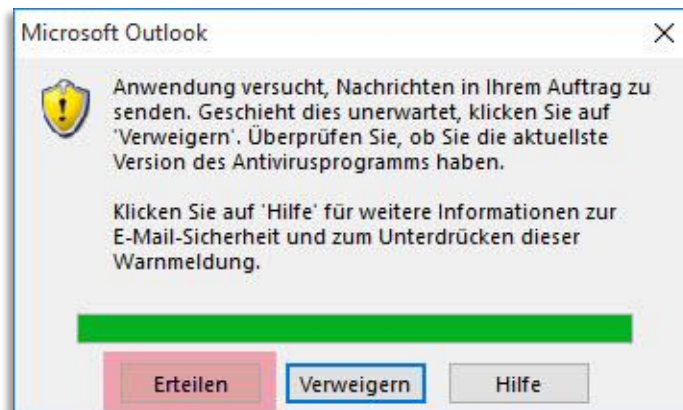 Microsoft Outlook
Anwendung versucht, Nachrichten in Ihrem Auftrag zu
senden. Geschieht dies unerwartet, klicken Sie auf
'Verweigern'. Überprüfen Sie, ob Sie die aktuellste
Version des Antivirusprogramms haben.
Klicken Sie auf 'Hilfe' für weitere Informationen zur
E-Mail-Sicherheit und zum Unterdrücken dieser
Warnmeldung.
Erteilen Verweigern Hilfe